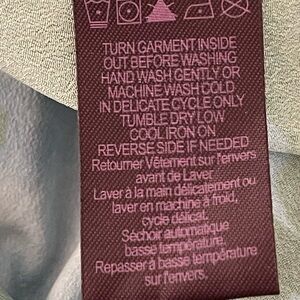 TURN GARMENT INSIDE
OUT BEFORE WASHING
HAND WASH GENTLY OR
MACHINE WASH COLD
IN DELICATE CYCLE ONLY
TUMBLE DRY LOW
COOL IRON ON
REVERSE SIDE IF NEEDED
Retourner Vêtement sur l'envers
avant de Laver
Laver à la main délicatement ou
laver en machine à froid,
cycle délicat.
Séchoir automatique
basse température.
Repasser à basse température
sur l'envers.